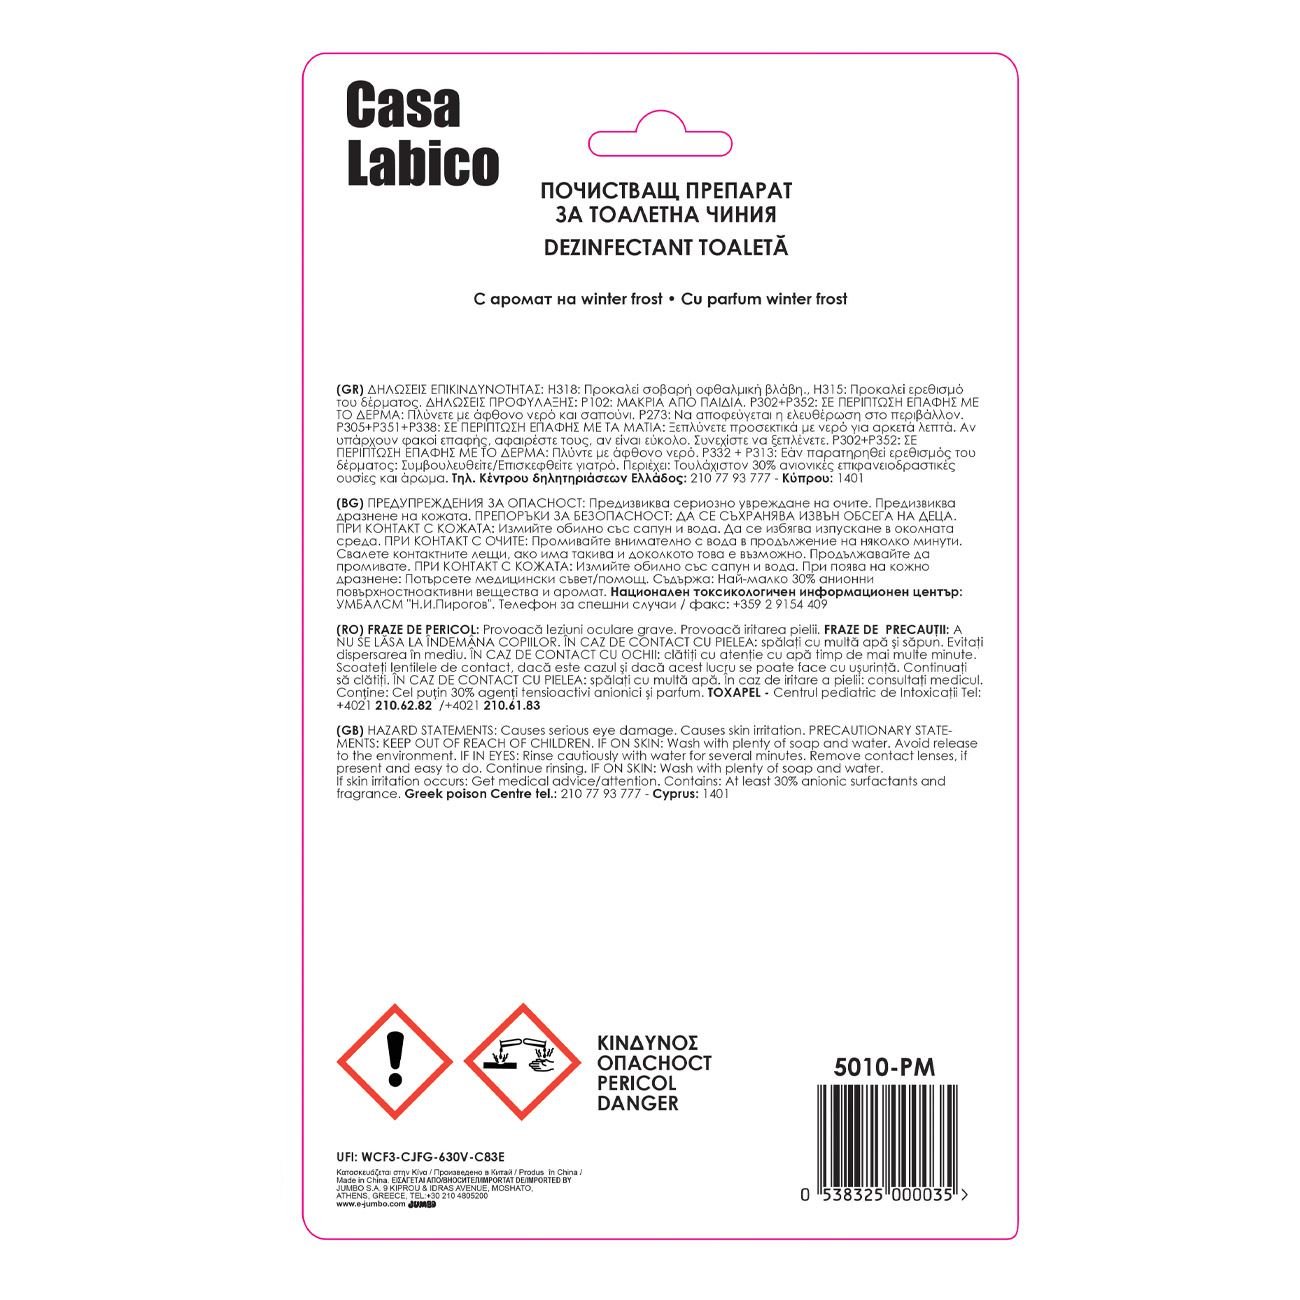 Casa
Labico
ПОЧИСТВАЩ ПРЕПАРАТ
ЗА ТОАЛЕТНА ЧИНИЯ
DEZINFECTANT TOALETĂ
С аромат на winter frost • Cu parfum winter frost
(GR) ΔΗΛΩΣΕΙΣ ΕΠΙΚΙΝΔΥΝΟΤΗΤΑΣ: H318: Προκαλεί σοβαρή οφθαλμική βλάβη., H315: Προκαλεί ερεθισμό
του δέρματος. ΔΗΛΩΣΕΙΣ ΠΡΟΦΥΛΑΞΗΣ: P102: ΜΑΚΡΙΑ ΑΠΟ ΠΑΙΔΙΑ. P302+P352: ΣΕ ΠΕΡΙΠΤΩΣΗ ΕΠΑΦΗΣ ΜΕ
ΤΟ ΔΕΡΜΑ: Πλύνετε με άφθονο νερό και σαπούνι. P273: Να αποφεύγεται η ελευθέρωση στο περιβάλλον.
P305+P351+P338: ΣΕ ΠΕΡΙΠΤΩΣΗ ΕΠΑΦΗΣ ΜΕ ΤΑ ΜΑΤΙΑ: Ξεπλύνετε προσεκτικά με νερό για αρκετά λεπτά. Αν
υπάρχουν φακοί επαφής, αφαιρέστε τους, αν είναι εύκολο. Συνεχίστε να ξεπλένετε. P302+P352: ΣΕ
ΠΕΡΙΠΤΩΣΗ ΕΠΑΦΗΣ ΜΕ ΤΟ ΔΕΡΜΑ: Πλύντε με άφθονο νερό. P332 + P313: Εάν παρατηρηθεί ερεθισμός του
δέρματος: Συμβουλευθείτε/Επισκεφθείτε γιατρό. Περιέχει: Τουλάχιστον 30% ανιονικές επιφανειοδραστικές
ουσίες και άρωμα. Τηλ. Κέντρου δηλητηριάσεων Ελλάδος: 210 77 93 777 - Κύπρου: 1401
(BG) ПРЕДУПРЕЖДЕНИЯ ЗА ОПАСНОСТ: Предизвиква сериозно увреждане на очите. Предизвиква
дразнене на кожата. ПРЕПОРЪКИ ЗА БЕЗОПАСНОСТ: ДА СЕ СЪХРАНЯВА ИЗВЪН ОБСЕГА НА ДЕЦА.
ПРИ КОНТАКТ С КОЖАТА: Измийте обилно със сапун и вода. Да се избягва изпускане в околната
среда. ПРИ КОНТАКТ С ОЧИТЕ: Промивайте внимателно с вода в продължение на няколко минути.
Свалете контактните лещи, ако има такива и доколкото това е възможно. Продължавайте да
промивате. ПРИ КОНТАКТ С КОЖАТА: Измийте обилно със сапун и вода. При поява на кожно
дразнене: Потърсете медицински съвет/помощ. Съдържа: Най-малко 30% анионни
повърхностноактивни вещества и аромат. Национален токсикологичен информационен център:
УМБАЛСМ "Н.И.Пирогов". Телефон за спешни случаи / факс: +359 2 9154 409
(RO) FRAZE DE PERICOL: Provoacă leziuni oculare grave. Provoacă iritarea pielii. FRAZE DE PRECAUȚII: A
NU SE LĂSA LA ÎNDEMÂNA COPIILOR. ÎN CAZ DE CONTACT CU PIELEA: spălați cu multă apă și săpun. Evitați
dispersarea în mediu. ÎN CAZ DE CONTACT CU OCHII: clătiți cu atenție cu apă timp de mai multe minute.
Scoateți lentilele de contact, dacă este cazul și dacă acest lucru se poate face cu ușurință. Continuați
să clătiți. ÎN CAZ DE CONTACT CU PIELEA: spălați cu multă apă. În caz de iritare a pielii: consultați medicul.
Conține: Cel puțin 30% agenți tensioactivi anionici și parfum. TOXAPEL - Centrul pediatric de Intoxicații Tel:
+4021 210.62.82 /+4021 210.61.83
(GB) HAZARD STATEMENTS: Causes serious eye damage. Causes skin irritation. PRECAUTIONARY STATE-
MENTS: KEEP OUT OF REACH OF CHILDREN. IF ON SKIN: Wash with plenty of soap and water. Avoid release
to the environment. IF IN EYES: Rinse cautiously with water for several minutes. Remove contact lenses, if
present and easy to do. Continue rinsing. IF ON SKIN: Wash with plenty of soap and water.
If skin irritation occurs: Get medical advice/attention. Contains: At least 30% anionic surfactants and
fragrance. Greek poison Centre tel.: 210 77 93 777 - Cyprus: 1401
ΚΙΝΔΥΝΟΣ
ОПАСНОСТ
PERICOL
DANGER
5010-PM
0 538325 000035 >
UFI: WCF3-CJFG-630V-C83E
Κατασκευάζεται στην Κίνα / Произведено в Китай / Produs în China /
Made in China. ΕΙΣΑΓΕΤΑΙ ΑΠΟ/ВНОСИТЕЛ/IMPORTAT DE/IMPORTED BY
JUMBO S.A. 9 KIPROU & IDRAS AVENUE, MOSHATO,
ATHENS, GREECE, TEL:+30 210 4805200
www.e-jumbo.com JUMBO